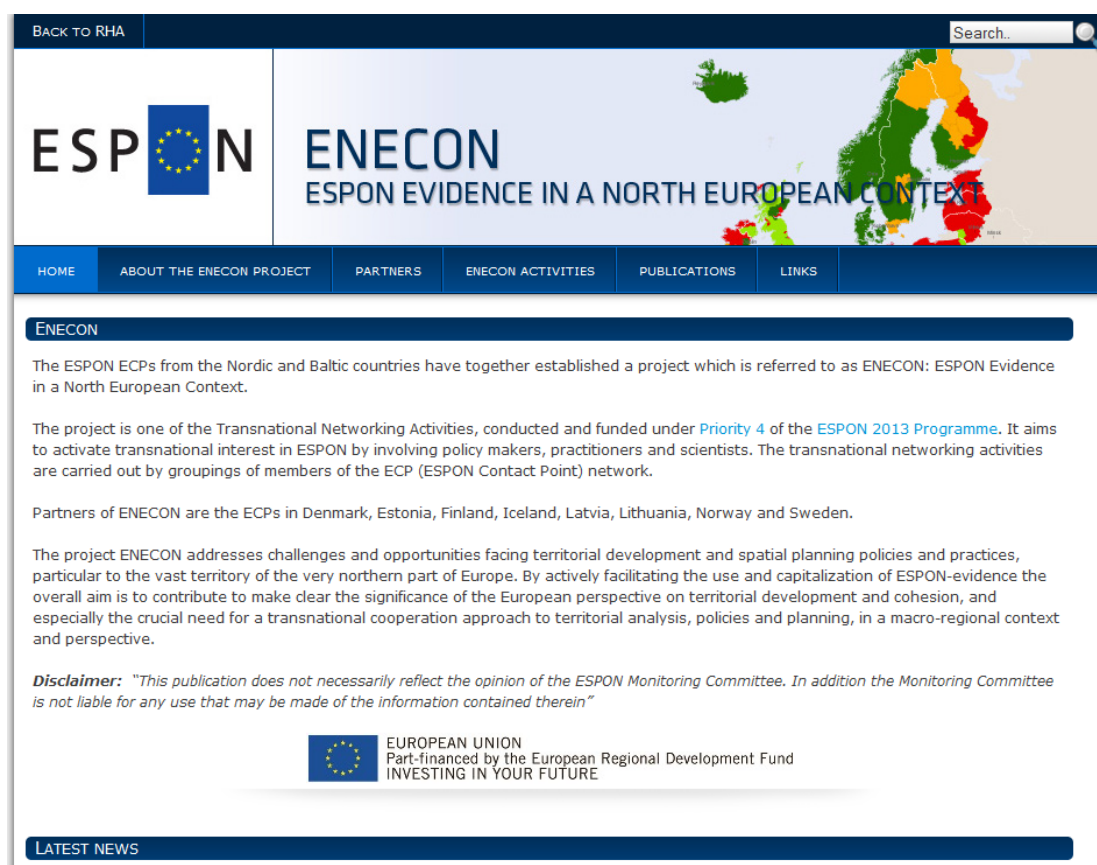 BACK TO RHA
Search..
ESPON
ENECON
ESPON EVIDENCE IN A NORTH EUROPEAN CONTEXT
HOME
ABOUT THE ENECON PROJECT
PARTNERS
ENECON ACTIVITIES
PUBLICATIONS
LINKS
ENECON
The ESPON ECPs from the Nordic and Baltic countries have together established a project which is referred to as ENECON: ESPON Evidence
in a North European Context.
The project is one of the Transnational Networking Activities, conducted and funded under Priority 4 of the ESPON 2013 Programme. It aims
to activate transnational interest in ESPON by involving policy makers, practitioners and scientists. The transnational networking activities
are carried out by groupings of members of the ECP (ESPON Contact Point) network.
Partners of ENECON are the ECPs in Denmark, Estonia, Finland, Iceland, Latvia, Lithuania, Norway and Sweden.
The project ENECON addresses challenges and opportunities facing territorial development and spatial planning policies and practices,
particular to the vast territory of the very northern part of Europe. By actively facilitating the use and capitalization of ESPON-evidence the
overall aim is to contribute to make clear the significance of the European perspective on territorial development and cohesion, and
especially the crucial need for a transnational cooperation approach to territorial analysis, policies and planning, in a macro-regional context
and perspective.
Disclaimer: "This publication does not necessarily reflect the opinion of the ESPON Monitoring Committee. In addition the Monitoring Committee
is not liable for any use that may be made of the information contained therein"
EUROPEAN UNION
Part-financed by the European Regional Development Fund
INVESTING IN YOUR FUTURE
LATEST NEWS